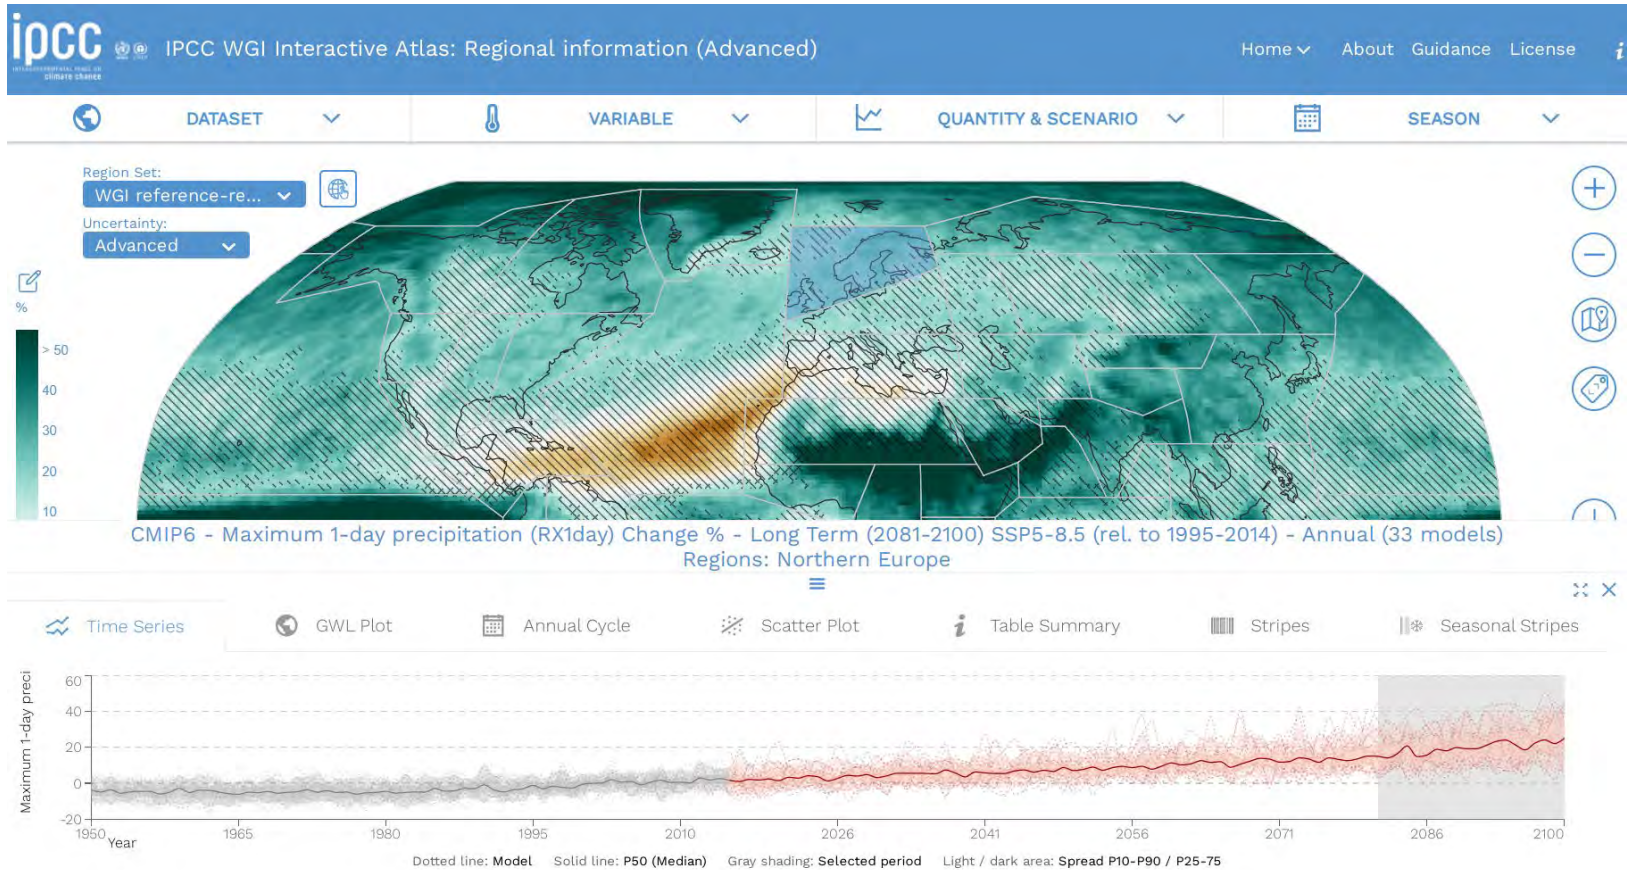 ipcc
INTERGOVERNMENTAL PANEL ON
climate change
IPCC WGI Interactive Atlas: Regional information (Advanced)
Home
About
Guidance
License
i
DATASET
VARIABLE
QUANTITY & SCENARIO
SEASON
Region Set:
WGI reference-re...
Uncertainty:
Advanced
%
> 50
40
30
20
10
CMIP6 - Maximum 1-day precipitation (RX1day) Change % - Long Term (2081-2100) SSP5-8.5 (rel. to 1995-2014) - Annual (33 models)
Regions: Northern Europe
Time Series
GWL Plot
Annual Cycle
Scatter Plot
i Table Summary
Stripes
Seasonal Stripes
Maximum 1-day preci
60
40
20
0
-20
1950 1965 1980 1995 2010 2026 2041 2056 2071 2086 2100
Year
Dotted line: Model Solid line: P50 (Median) Gray shading: Selected period Light / dark area: Spread P10-P90 / P25-75